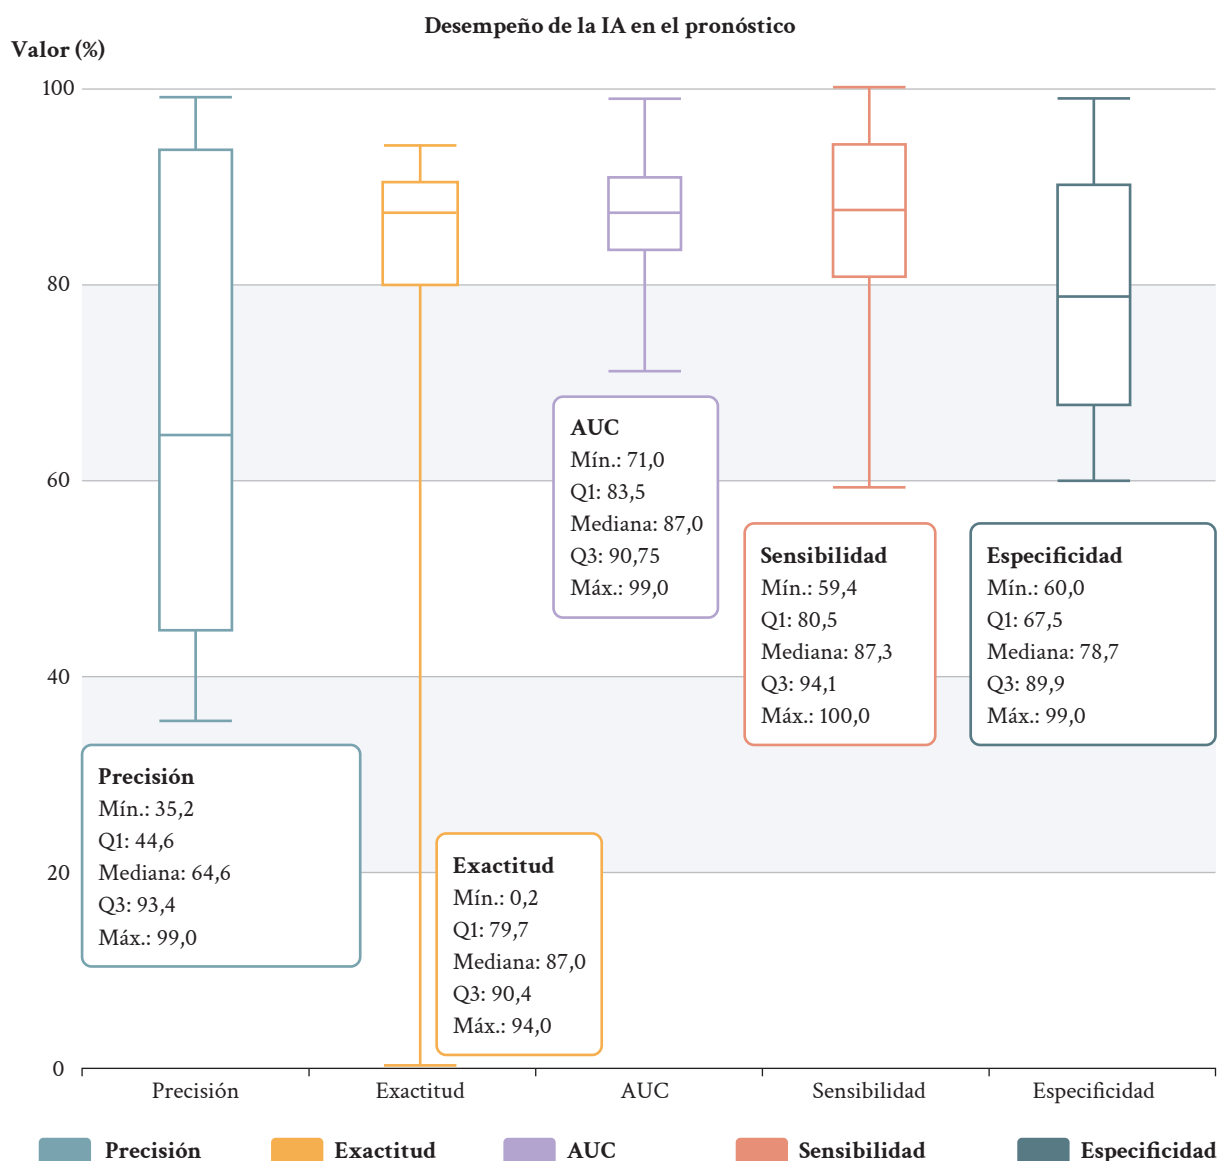 Desempeño de la IA en el pronóstico
Valor (%)
100
80
60
40
20
0
AUC
Mín.: 71,0
Q1: 83,5
Mediana: 87,0
Q3: 90,75
Máx.: 99,0
Sensibilidad
Mín.: 59,4
Q1: 80,5
Mediana: 87,3
Q3: 94,1
Máx.: 100,0
Especificidad
Mín.: 60,0
Q1: 67,5
Mediana: 78,7
Q3: 89,9
Máx.: 99,0
Precisión
Mín.: 35,2
Q1: 44,6
Mediana: 64,6
Q3: 93,4
Máx.: 99,0
Exactitud
Mín.: 0,2
Q1: 79,7
Mediana: 87,0
Q3: 90,4
Máx.: 94,0
Precisión Exactitud AUC Sensibilidad Especificidad
Precisión Exactitud AUC Sensibilidad Especificidad